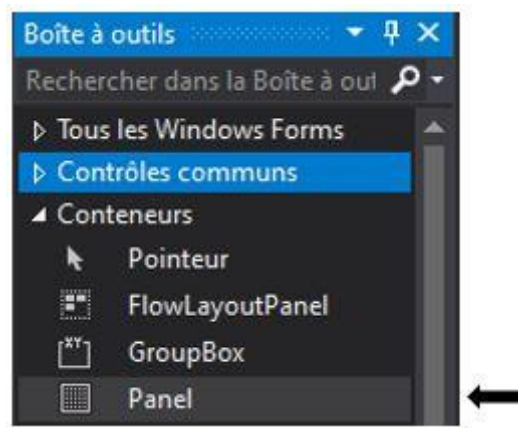 Boîte à outils
Rechercher dans la Boîte à out
Tous les Windows Forms
Contrôles communs
Conteneurs
Pointeur
FlowLayoutPanel
GroupBox
Panel